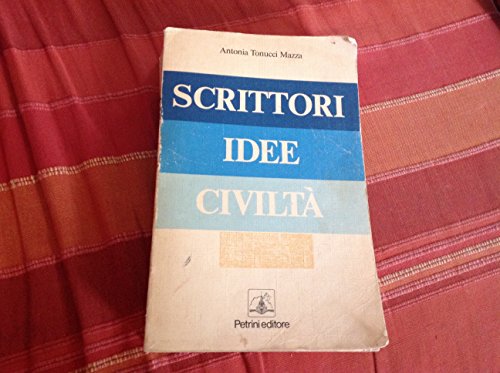 Antonia Tonucci Mazza
SCRITTORI
IDEE
CIVILTÀ
Petrini editore